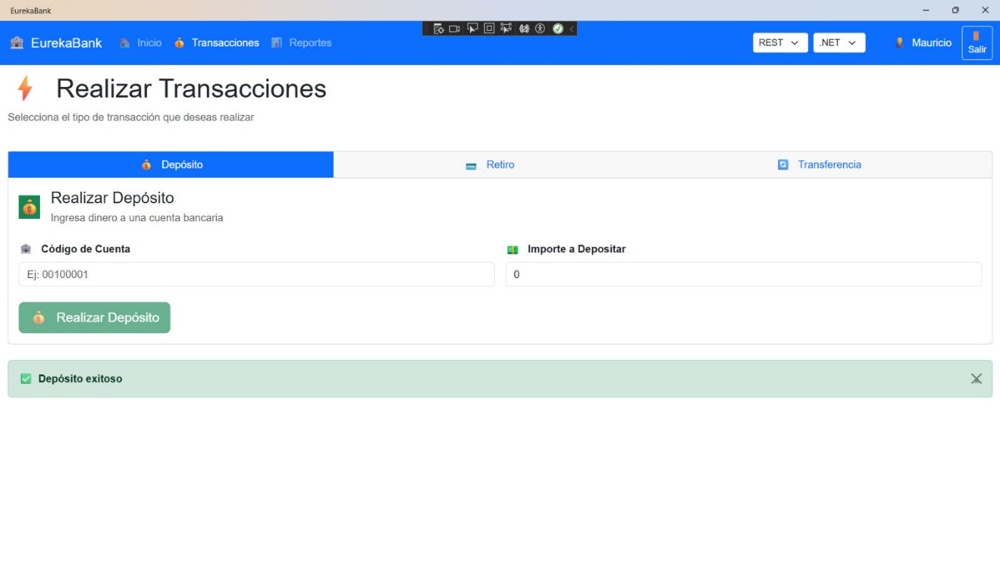 EurekaBank
EurekaBank Inicio Transacciones Reportes REST .NET Mauricio Salir
Realizar Transacciones
Selecciona el tipo de transacción que deseas realizar
Depósito Retiro Transferencia
Realizar Depósito
Ingresa dinero a una cuenta bancaria
Código de Cuenta Importe a Depositar
Ej: 00100001 0
Realizar Depósito
Depósito exitoso